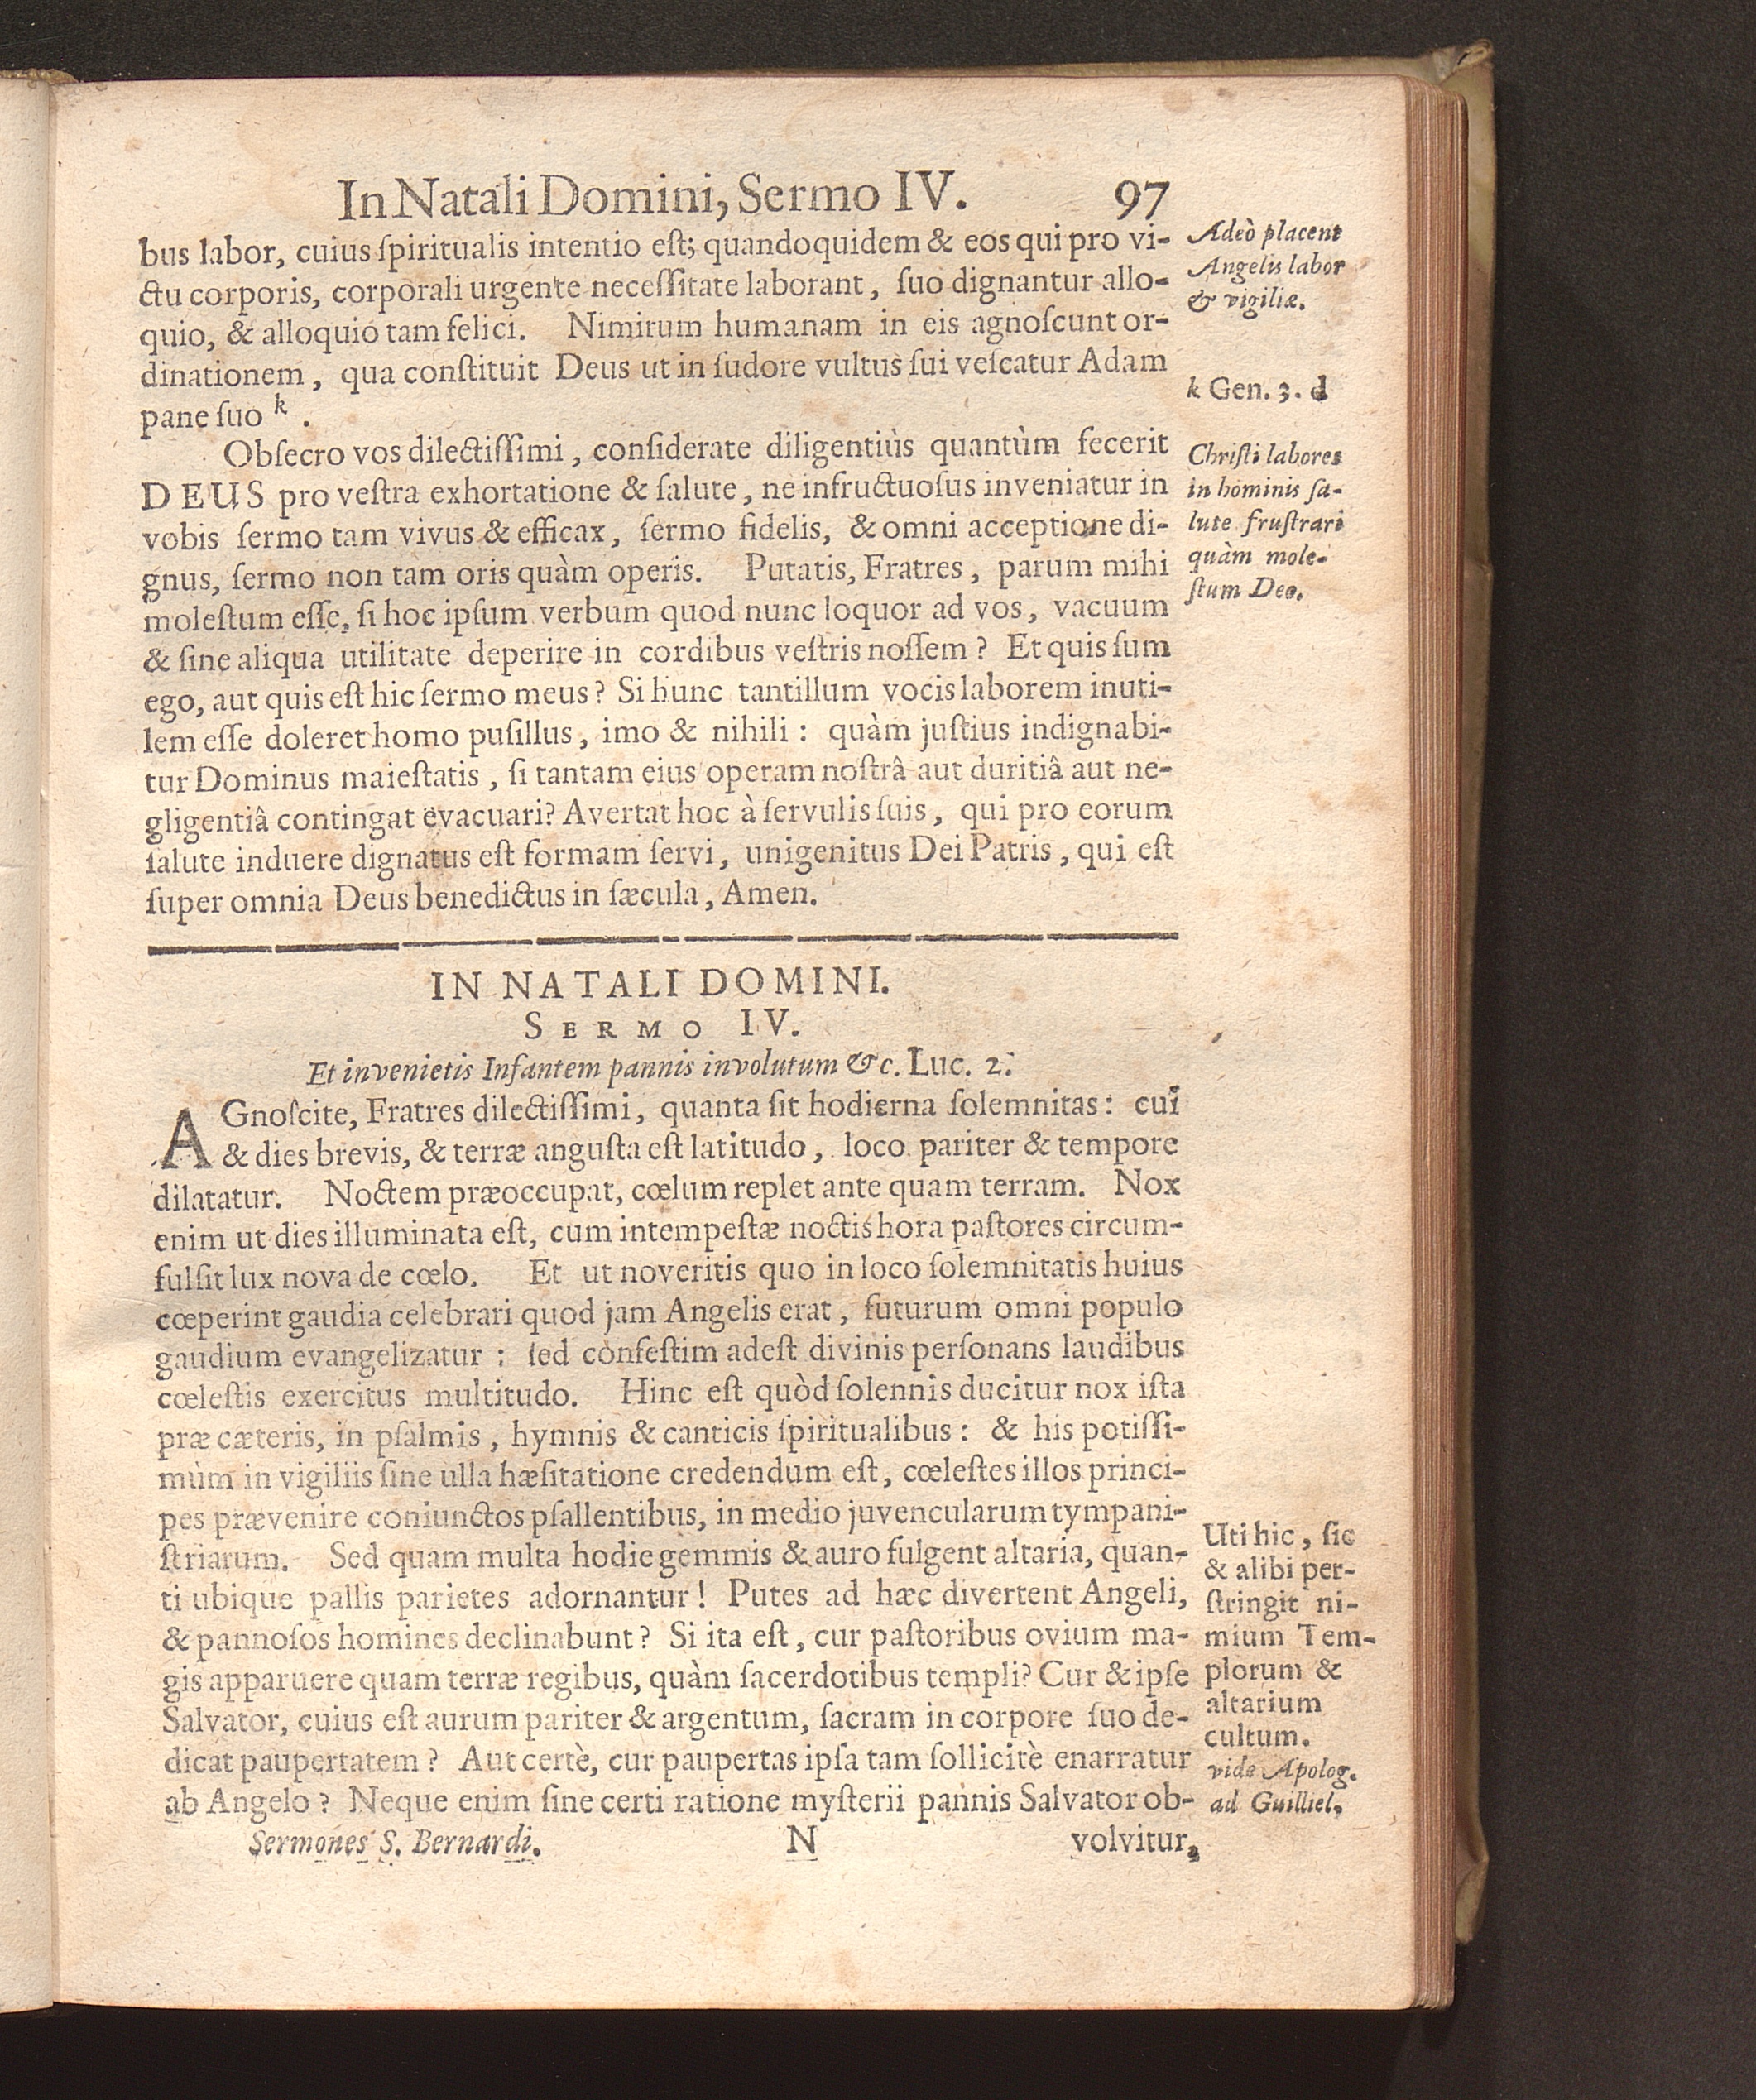 In Natali Domini, Sermo IV. 97
bus labor, cuius ſpiritualis intentio eſt; quandoquidem & eos qui pro vi-
ctu corporis, corporali urgente neceſſitate laborant, ſuo dignantur allo-
quio, & alloquio tam felici. Nimirum humanam in eis agnoſcunt or-
dinationem, qua conſtituit Deus ut in ſudore vultus ſui veſcatur Adam
pane ſuo k.
Adeò placent
Angelis labor
& vigiliæ.
k Gen. 3. d
Obſecro vos dilectiſſimi, conſiderate diligentiùs quantùm fecerit
DEUS pro veſtra exhortatione & ſalute, ne infructuoſus inveniatur in
vobis ſermo tam vivus & efficax, ſermo fidelis, & omni acceptione di-
gnus, ſermo non tam oris quàm operis. Putatis, Fratres, parum mihi
moleſtum eſſe, ſi hoc ipſum verbum quod nunc loquor ad vos, vacuum
& ſine aliqua utilitate deperire in cordibus veſtris noſſem? Et quis ſum
ego, aut quis eſt hic ſermo meus? Si hunc tantillum vocis laborem inuti-
lem eſſe doleret homo puſillus, imo & nihili: quàm juſtius indignabi-
tur Dominus maieſtatis, ſi tantam eius operam noſtrâ aut duritiâ aut ne-
gligentiâ contingat evacuari? Avertat hoc à ſervulis ſuis, qui pro eorum
ſalute induere dignatus eſt formam ſervi, unigenitus Dei Patris, qui eſt
ſuper omnia Deus benedictus in ſæcula, Amen.
Chriſti labores
in hominis ſa-
lute fruſtrari
quàm mole-
ſtum Deo.
IN NATALI DOMINI.
SERMO IV.
Et invenietis Infantem pannis involutum &c. Luc. 2.
AGnoſcite, Fratres dilectiſſimi, quanta ſit hodierna ſolemnitas: cui
& dies brevis, & terræ anguſta eſt latitudo, loco pariter & tempore
dilatatur. Noctem præoccupat, cœlum replet ante quam terram. Nox
enim ut dies illuminata eſt, cum intempeſtæ noctis hora paſtores circum-
fulſit lux nova de cœlo. Et ut noveritis quo in loco ſolemnitatis huius
cœperint gaudia celebrari quod jam Angelis erat, futurum omni populo
gaudium evangelizatur: ſed confeſtim adeſt divinis perſonans laudibus
cœleſtis exercitus multitudo. Hinc eſt quòd ſolennis ducitur nox iſta
præ cæteris, in pſalmis, hymnis & canticis ſpiritualibus: & his potiſſi-
mùm in vigiliis ſine ulla hæſitatione credendum eſt, cœleſtes illos princi-
pes prævenire coniunctos pſallentibus, in medio juvencularum tympani-
ſtriarum. Sed quam multa hodie gemmis & auro fulgent altaria, quan-
ti ubique pallis parietes adornantur! Putes ad hæc divertent Angeli,
& pannoſos homines declinabunt? Si ita eſt, cur paſtoribus ovium ma-
gis apparuere quam terræ regibus, quàm ſacerdotibus templi? Cur & ipſe
Salvator, cuius eſt aurum pariter & argentum, ſacram in corpore ſuo de-
dicat paupertatem? Aut certè, cur paupertas ipſa tam ſollicitè enarratur
ab Angelo? Neque enim ſine certi ratione myſterii pannis Salvator ob-
Uti hic, ſic
& alibi per-
ſtringit ni-
mium Tem-
plorum &
altarium
cultum.
vide Apolog.
ad Guilliel.
Sermones S. Bernardi. N volvitur,